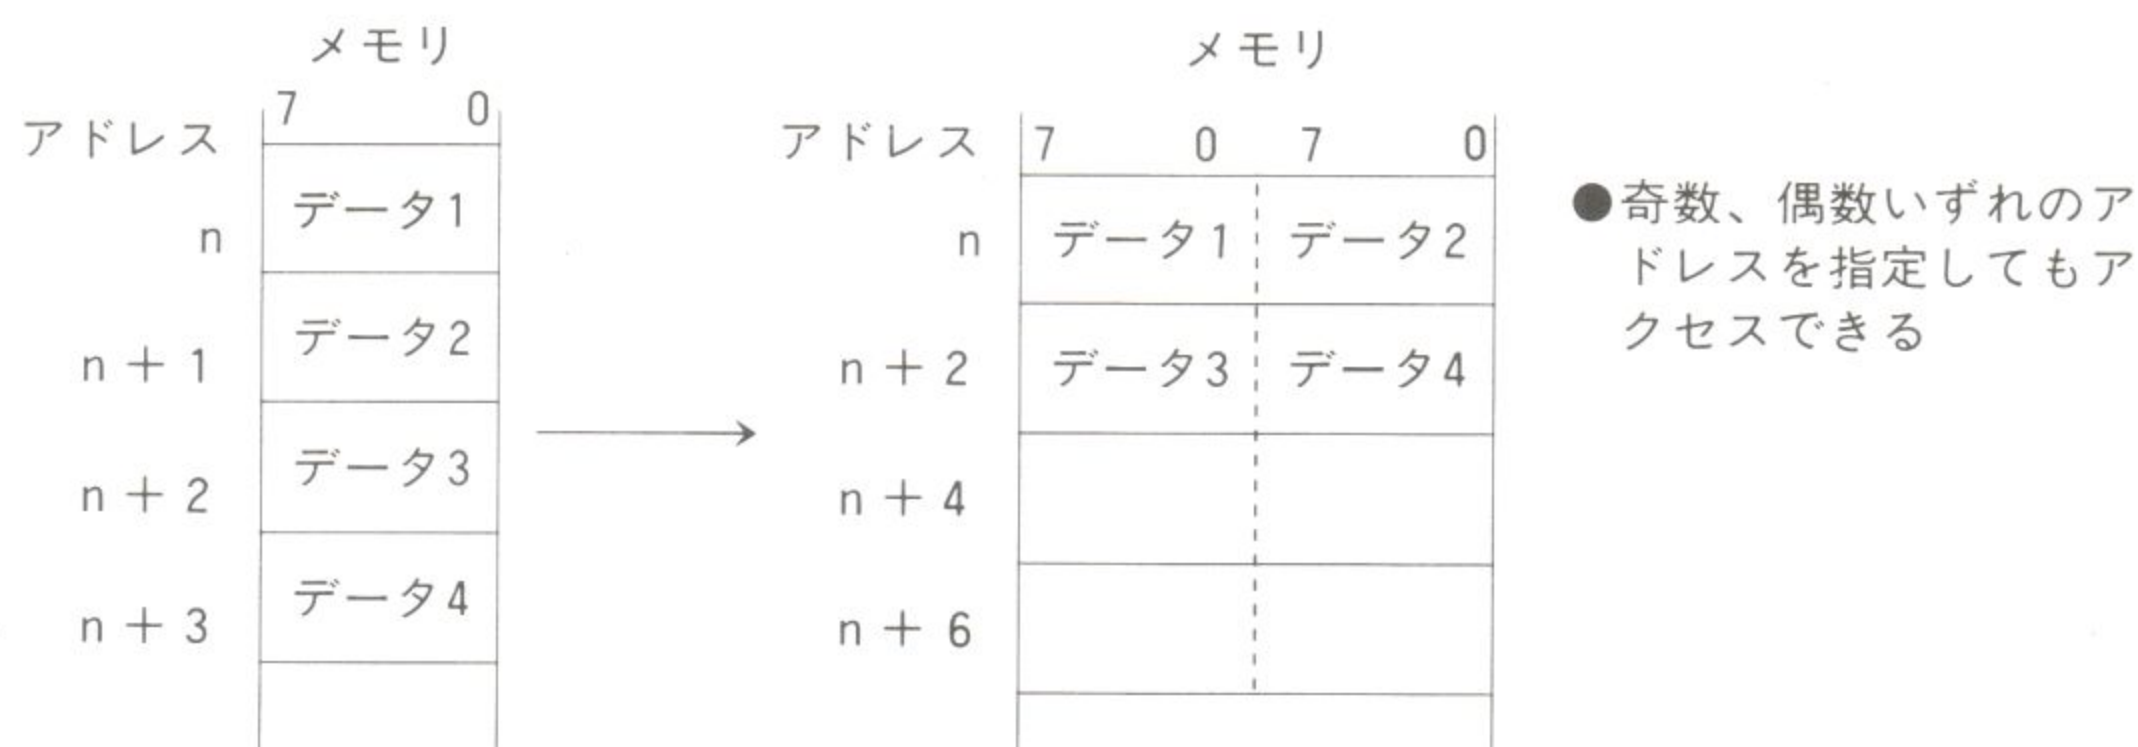 メモリ
7 0
アドレス
n データ1
n + 1 データ2
n + 2 データ3
n + 3 データ4
メモリ
アドレス 7 0 7 0
n データ1 データ2
n + 2 データ3 データ4
n + 4
n + 6
●奇数、偶数いずれのア
ドレスを指定してもア
クセスできる